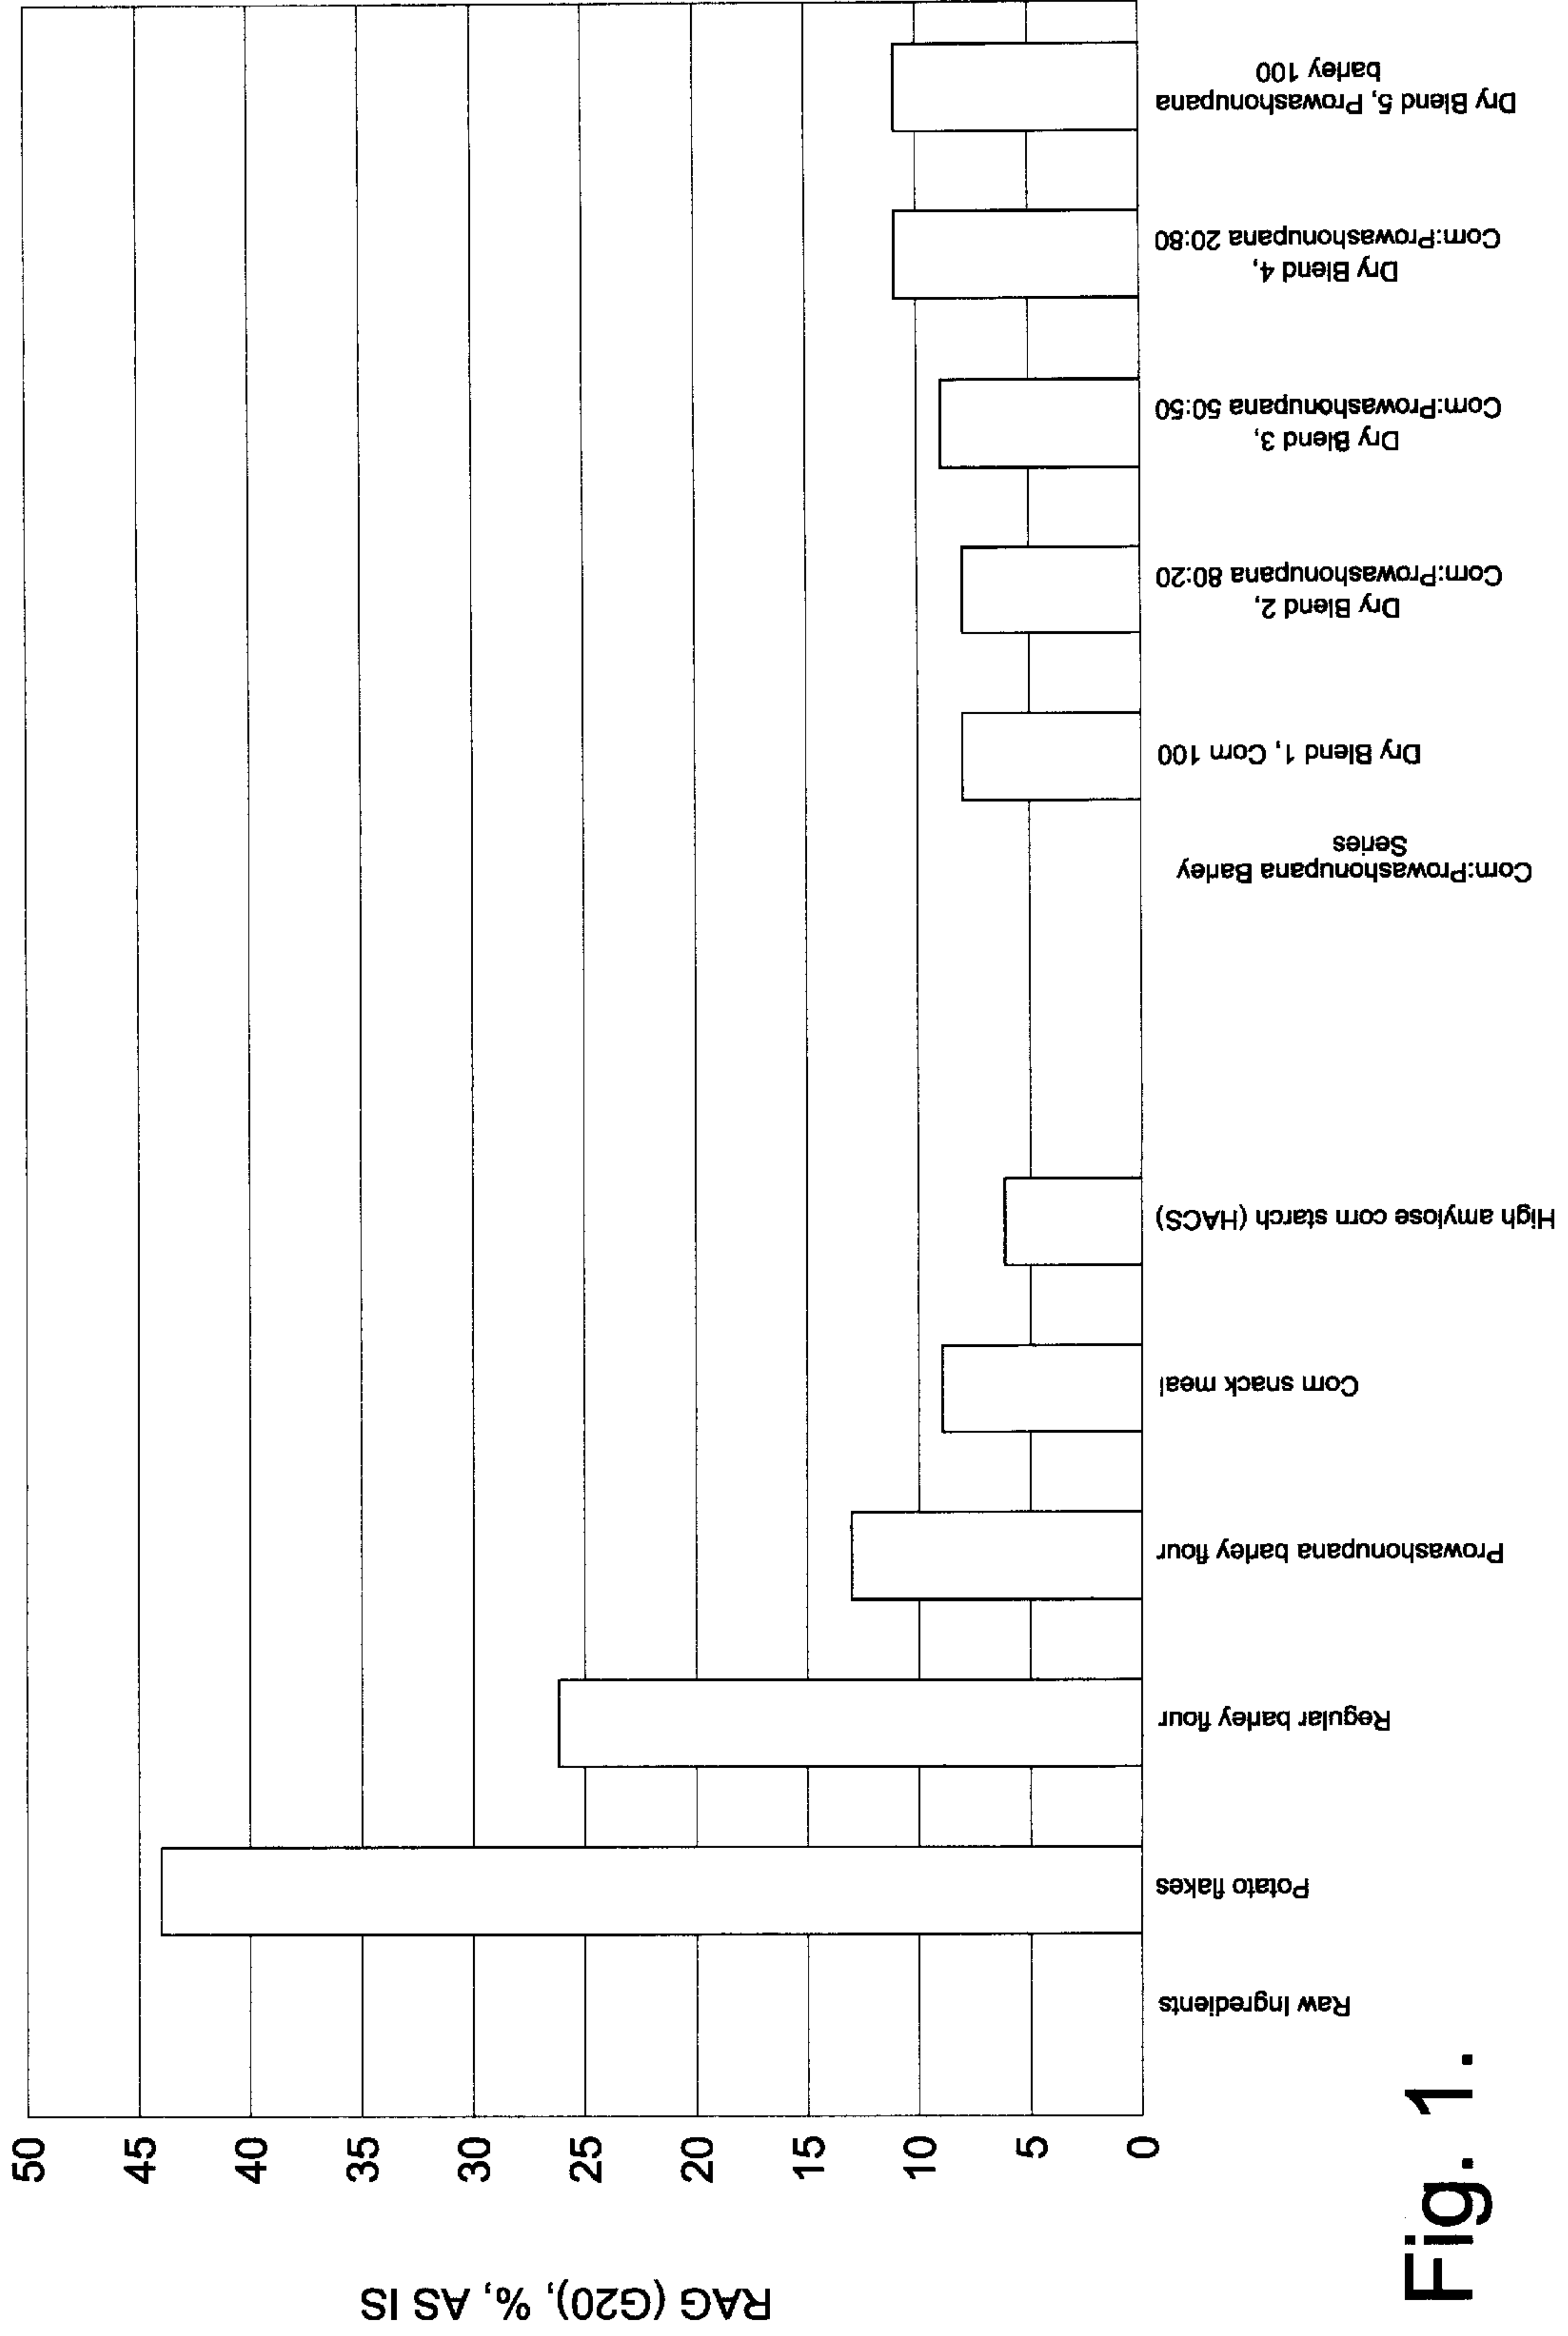 RAG (G20), %, AS IS
50
45
40
35
30
25
20
15
10
5
0
Raw Ingredients
Potato flakes
Regular barley flour
Prowashonupana barley flour
Corn snack meal
High amylose corn starch (HACS)
Corn:Prowashonupana Barley
Series
Dry Blend 1, Corn 100
Dry Blend 2,
Corn:Prowashonupana 80:20
Dry Blend 3,
Corn:Prowashonupana 50:50
Dry Blend 4,
Corn:Prowashonupana 20:80
Dry Blend 5, Prowashonupana
barley 100
Fig. 1.